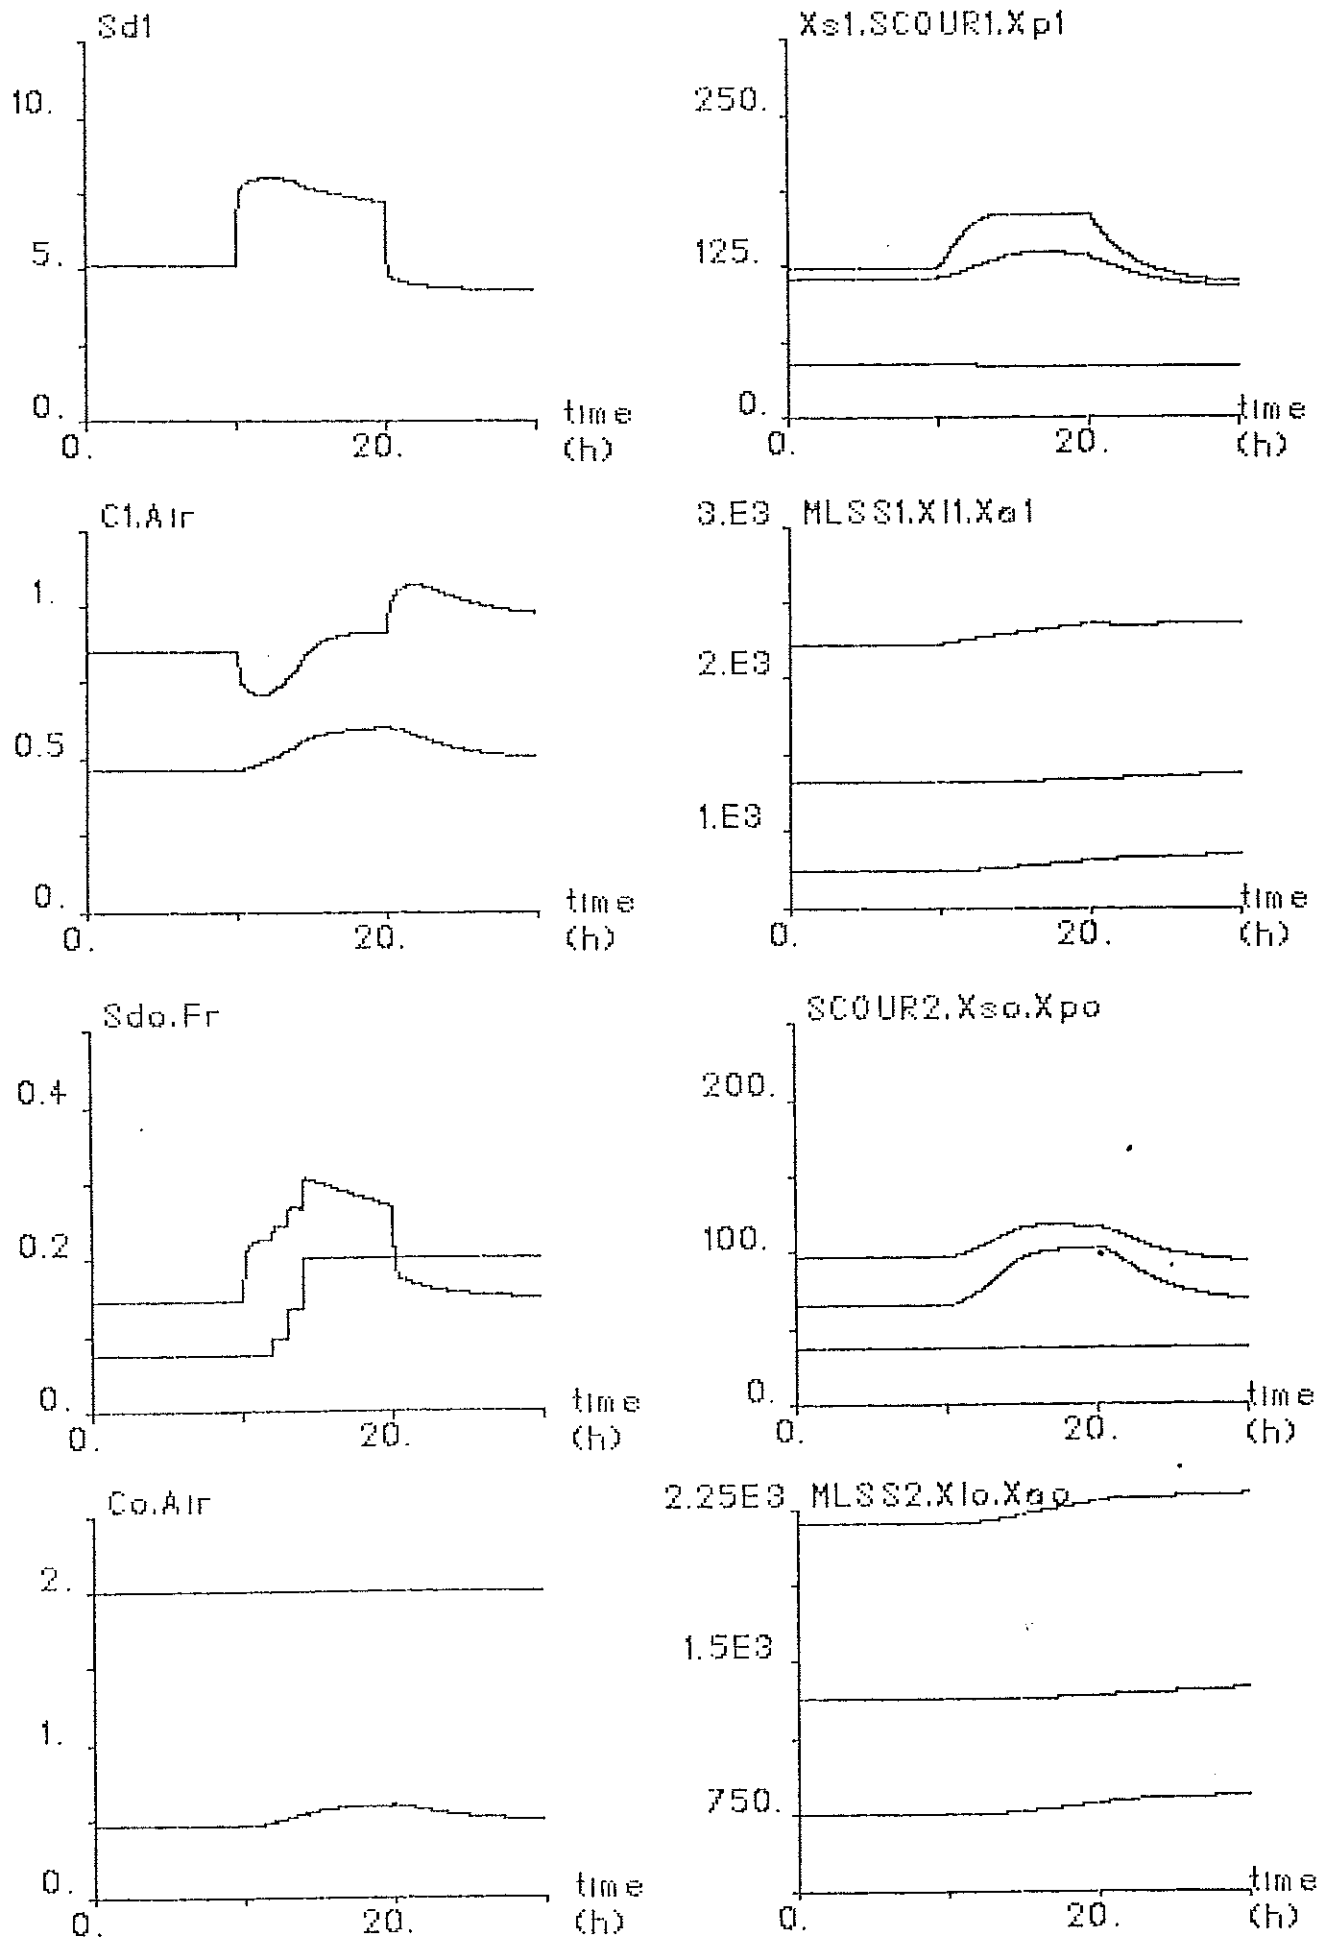 Sd1
10.
5.
0.
0.
20.
time
(h)
Xs1.SCOUR1.Xp1
250.
125.
0.
0.
20.
time
(h)
C1.Air
1.
0.5
0.
0.
20.
time
(h)
3.E3 MLSS1.XI1.Xa1
2.E3
1.E3
0.
20.
time
(h)
Sdo.Fr
0.4
0.2
0.
0.
20.
time
(h)
SCOUR2.Xso.Xpo
200.
100.
0.
0.
20.
time
(h)
Co.Air
2.
1.
0.
0.
20.
time
(h)
2.25E3 MLSS2.XIo.Xao
1.5E3
750.
0.
20.
time
(h)